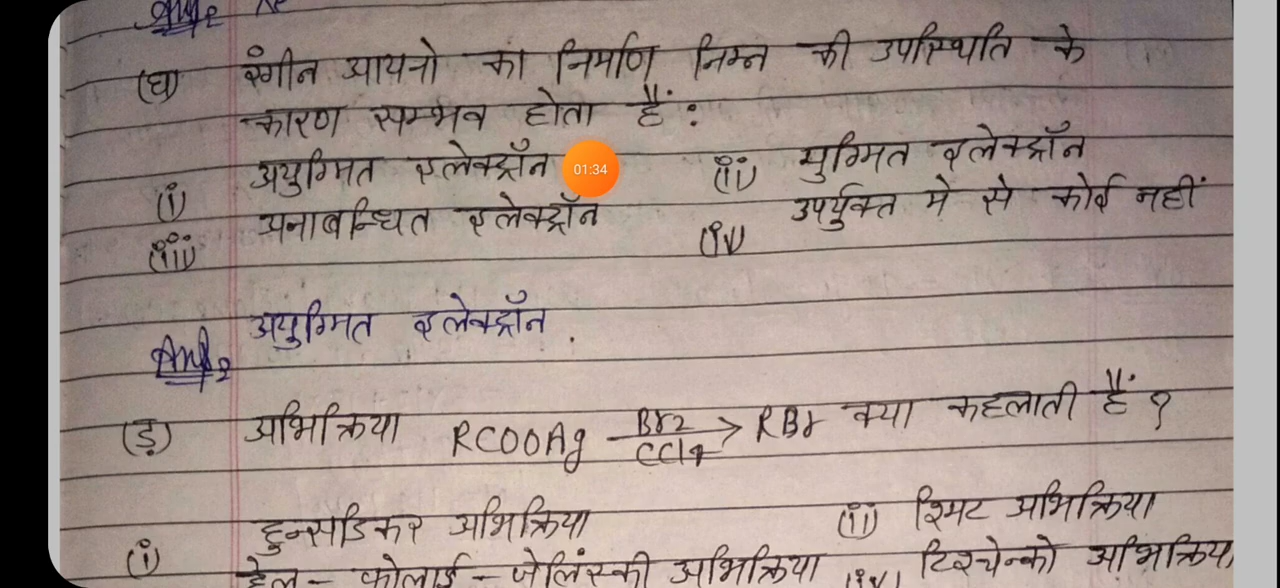 Ans:
(घ) रंगीन आयनो का निर्माण निम्न की उपस्थिति के
कारण सम्भव होता हैं:
(i) अयुग्मित इलेक्ट्रॉन (ii) युग्मित इलेक्ट्रॉन
01:34
(iii) अनाबन्धित इलेक्ट्रॉन (iv) उपर्युक्त मे से कोई नहीं
Ans: अयुग्मित इलेक्ट्रॉन.
(ड़) अभिक्रिया RCOOAg Br2 / CCl4 → RBr क्या कहलाती हैं ?
(i) हुन्सडिकर अभिक्रिया (ii) श्मिट अभिक्रिया
हेल - फोलार्ड - जेलिंस्की अभिक्रिया (iv) टिश्चेन्को अभिक्रिया